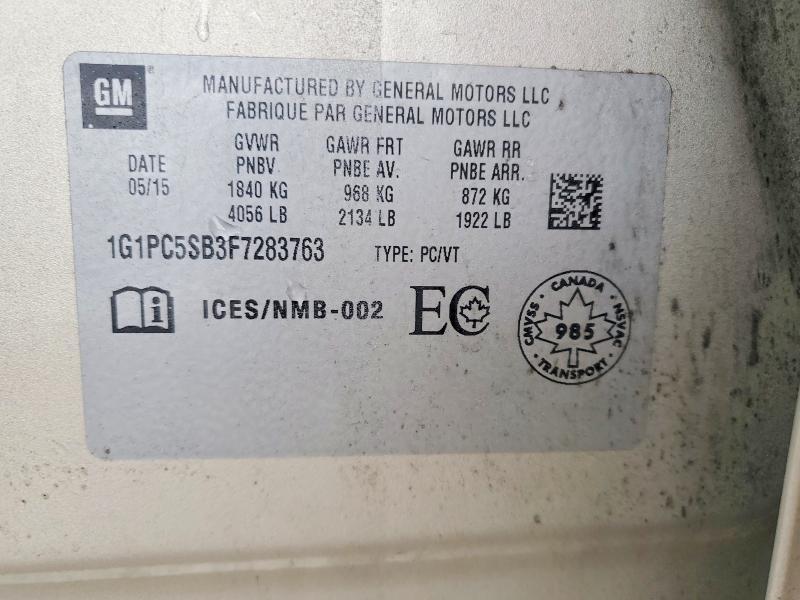 GM
MANUFACTURED BY GENERAL MOTORS LLC
FABRIQUE PAR GENERAL MOTORS LLC
DATE
05/15
GVWR
PNBV
1840 KG
4056 LB
GAWR FRT
PNBE AV.
968 KG
2134 LB
GAWR RR
PNBE ARR.
872 KG
1922 LB
1G1PC5SB3F7283763
TYPE: PC/VT
i ICES/NMB-002
EC
CANADA
CMVSS 985 NSVAC
TRANSPORT